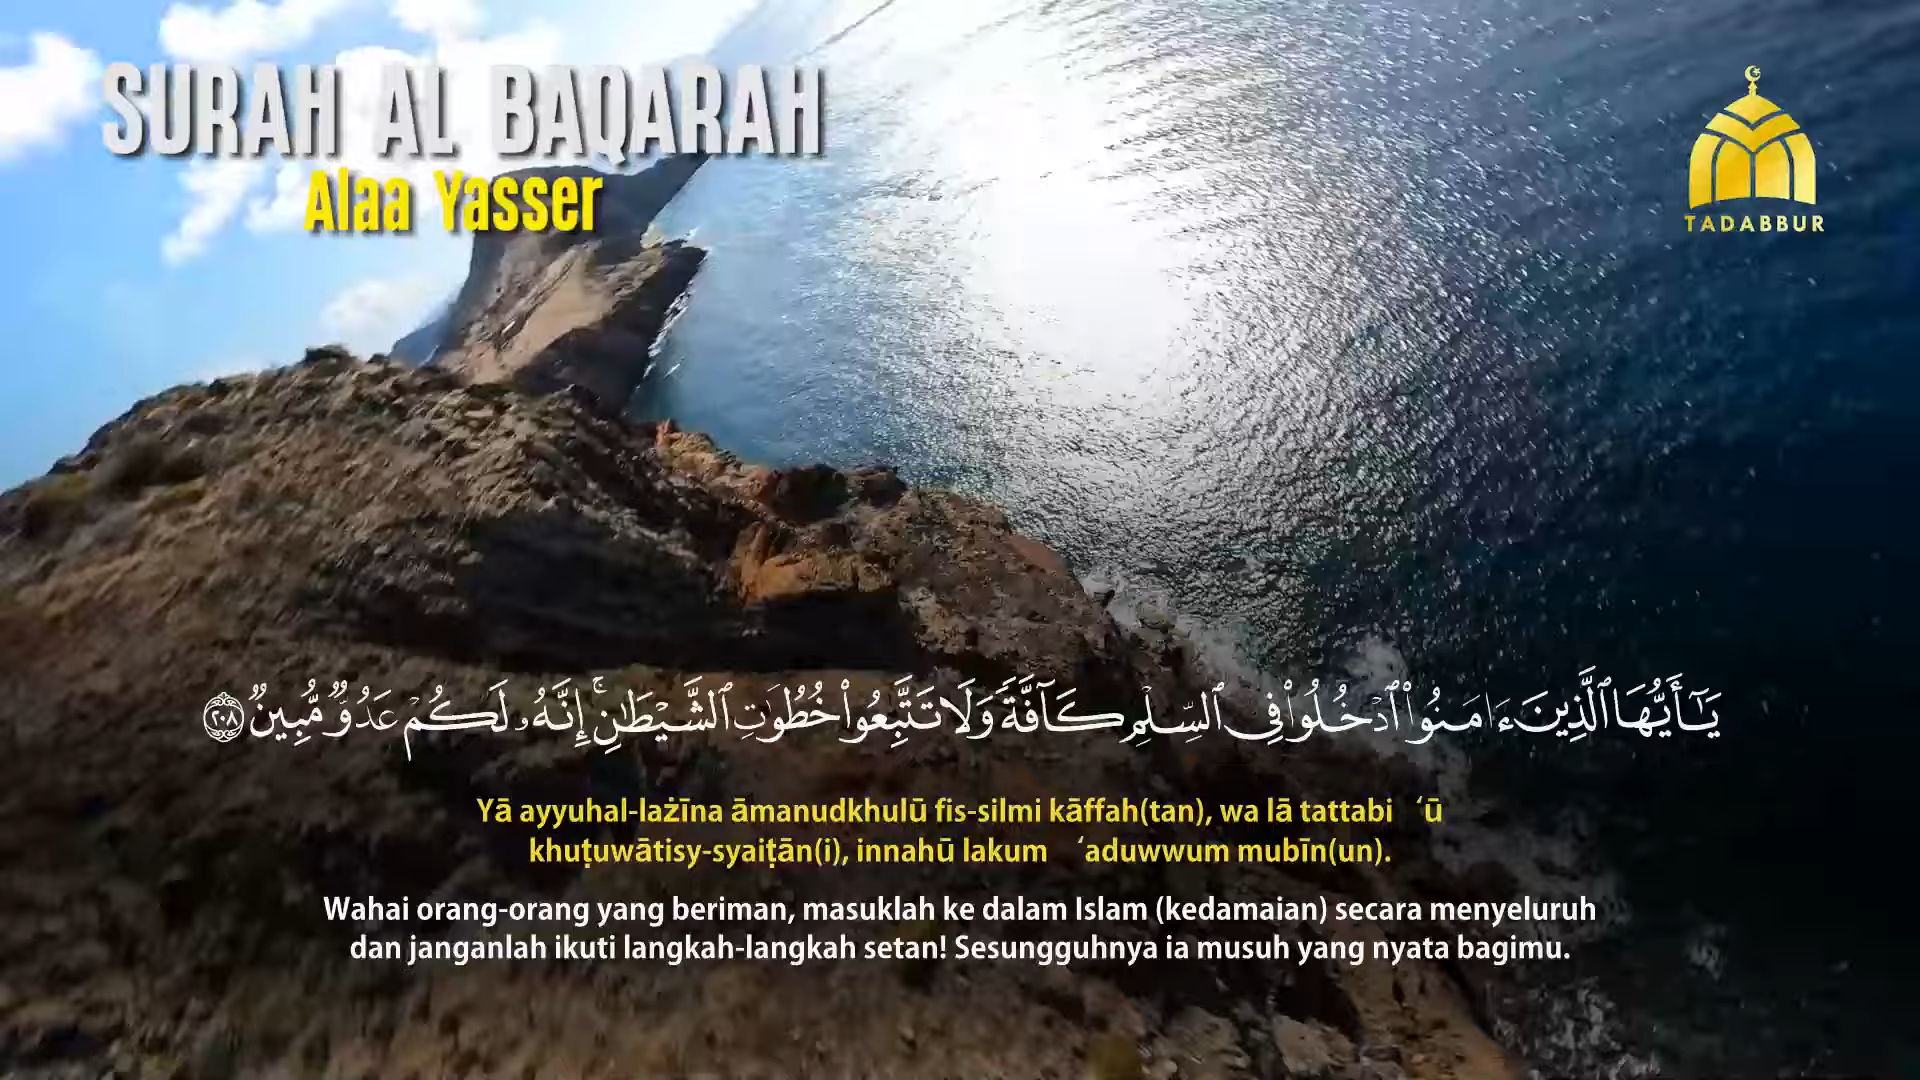 SURAH AL BAQARAH
Alaa Yasser
TADABBUR
يَـٰٓأَيُّهَا ٱلَّذِينَ ءَامَنُوا۟ ٱدْخُلُوا۟ فِى ٱلسِّلْمِ كَآفَّةً وَلَا تَتَّبِعُوا۟ خُطُوَٰتِ ٱلشَّيْطَـٰنِ ۚ إِنَّهُۥ لَكُمْ عَدُوٌّ مُّبِينٌ ٢٠٨
Yā ayyuhal-lażīna āmanudkhulū fis-silmi kāffah(tan), wa lā tattabi ‘ū
khuṭuwātisy-syaiṭān(i), innahū lakum ‘aduwwum mubīn(un).
Wahai orang-orang yang beriman, masuklah ke dalam Islam (kedamaian) secara menyeluruh
dan janganlah ikuti langkah-langkah setan! Sesungguhnya ia musuh yang nyata bagimu.